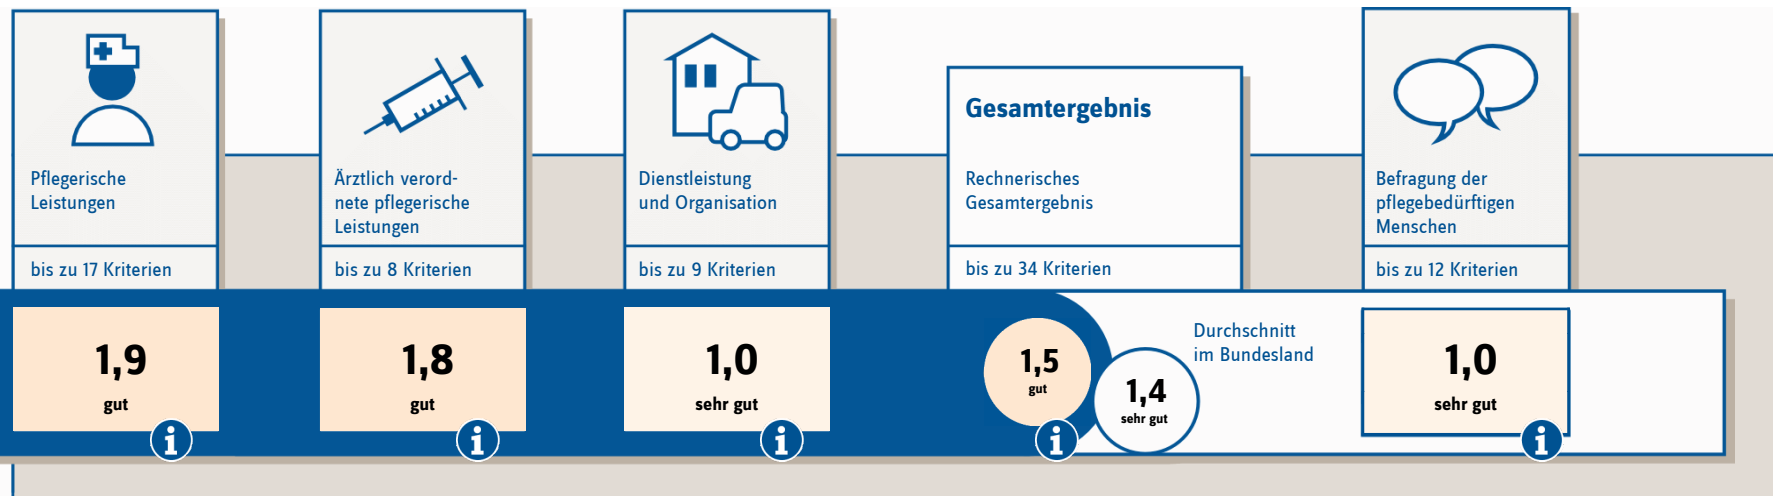 Pflegerische
Leistungen
bis zu 17 Kriterien
1,9
gut
i
Ärztlich verord-
nete pflegerische
Leistungen
bis zu 8 Kriterien
1,8
gut
i
Dienstleistung
und Organisation
bis zu 9 Kriterien
1,0
sehr gut
i
Gesamtergebnis
Rechnerisches
Gesamtergebnis
bis zu 34 Kriterien
1,5
gut
i
1,4
sehr gut
Durchschnitt
im Bundesland
Befragung der
pflegebedürftigen
Menschen
bis zu 12 Kriterien
1,0
sehr gut
i